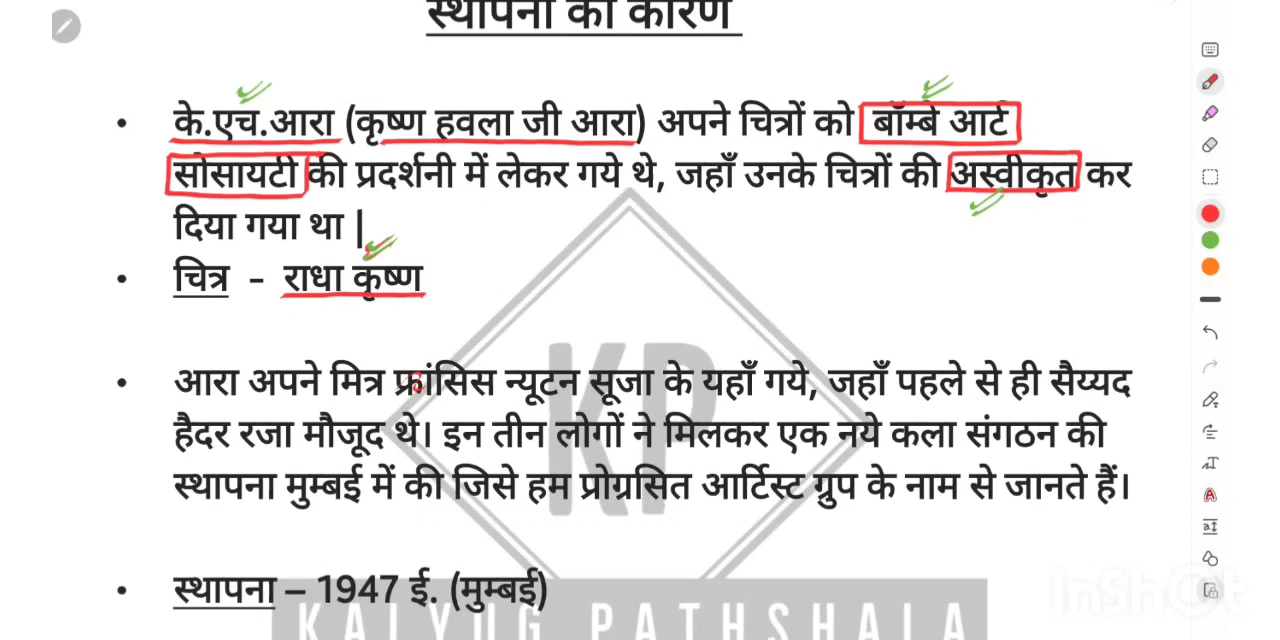 स्थापना का कारण
• के.एच.आरा (कृष्ण हवला जी आरा) अपने चित्रों को बॉम्बे आर्ट
सोसायटी की प्रदर्शनी में लेकर गये थे, जहाँ उनके चित्रों की अस्वीकृत कर
दिया गया था |
• चित्र - राधा कृष्ण
• आरा अपने मित्र फ्रांसिस न्यूटन सूजा के यहाँ गये, जहाँ पहले से ही सैय्यद
हैदर रजा मौजूद थे। इन तीन लोगों ने मिलकर एक नये कला संगठन की
स्थापना मुम्बई में की जिसे हम प्रोग्रसित आर्टिस्ट ग्रुप के नाम से जानते हैं।
• स्थापना – 1947 ई. (मुम्बई)
KP
KALYUG PATHSHALA
InShOt